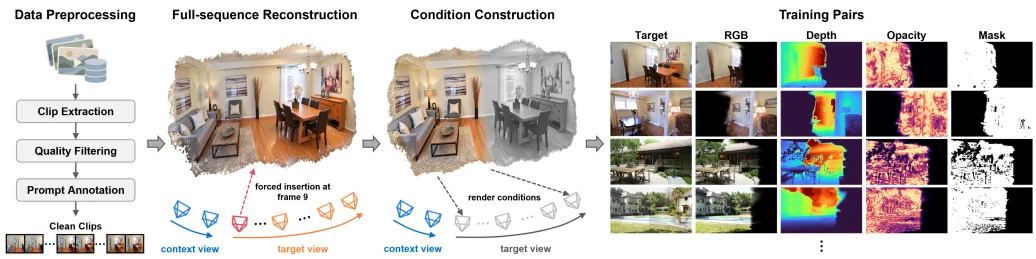 Data Preprocessing
Clip Extraction
Quality Filtering
Prompt Annotation
Clean Clips
Full-sequence Reconstruction
forced insertion at
frame 9
context view
target view
Condition Construction
render conditions
context view
target view
Training Pairs
Target RGB Depth Opacity Mask